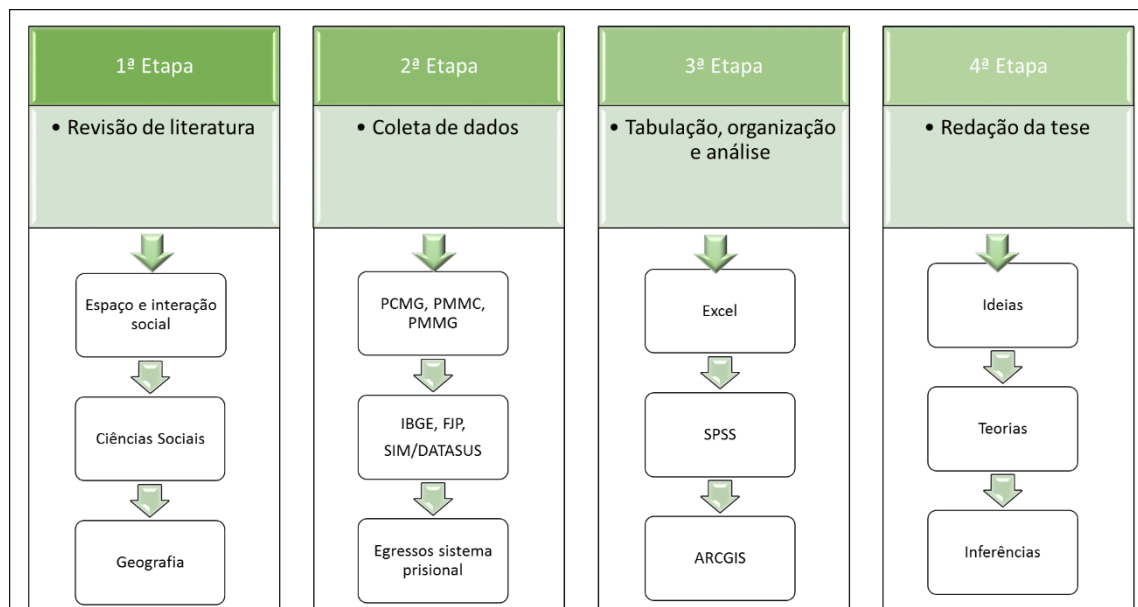 1ª Etapa
• Revisão de literatura
Espaço e interação
social
Ciências Sociais
Geografia
2ª Etapa
• Coleta de dados
PCMG, PMMC,
PMMG
IBGE, FJP,
SIM/DATASUS
Egressos sistema
prisional
3ª Etapa
• Tabulação, organização
e análise
Excel
SPSS
ARCGIS
4ª Etapa
• Redação da tese
Ideias
Teorias
Inferências